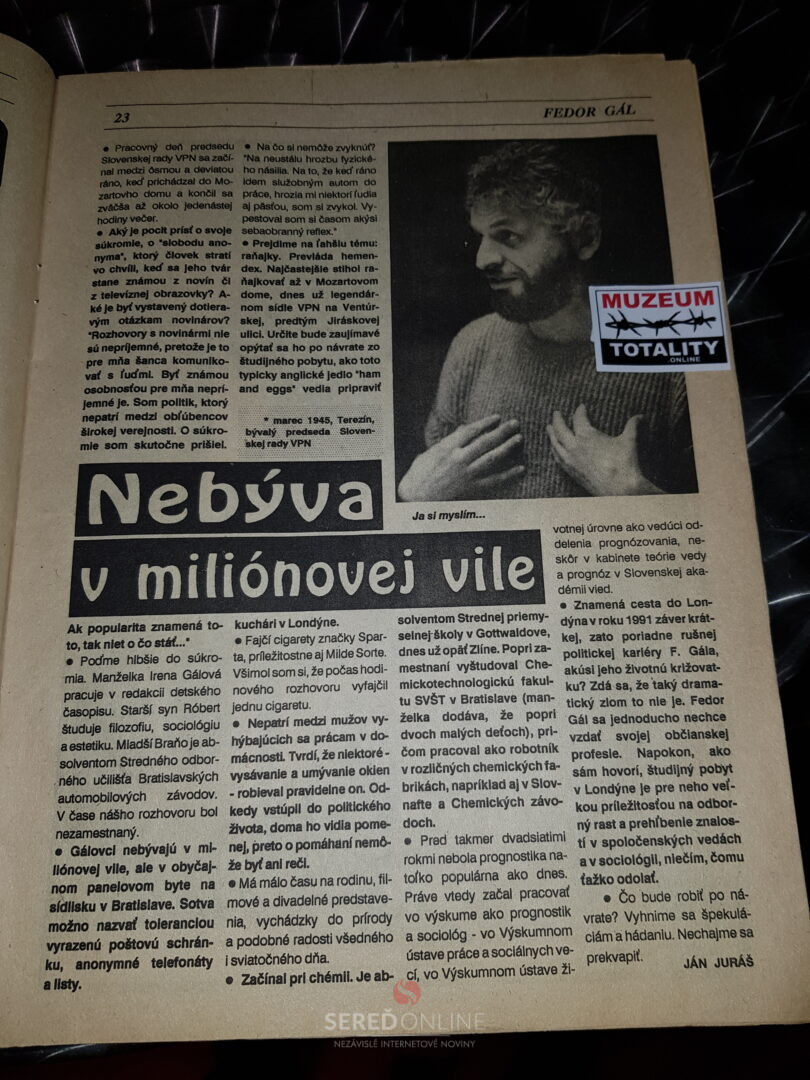 23
FEDOR GÁL
● Pracovný deň predsedu
Slovenskej rady VPN sa začí-
nal medzi ôsmou a deviatou
ráno, keď prichádzal do Mo-
zartovho domu a končil sa
zväčša až okolo jedenástej
hodiny večer.
● Aký je pocit prísť o svoje
súkromie, o "slobodu ano-
nyma", ktorý človek stratí
vo chvíli, keď sa jeho tvár
stane známou z novín či
z televíznej obrazovky? A-
ké je byť vystavený dotiera-
vým otázkam novinárov?
"Rozhovory s novinármi nie
sú nepríjemné, pretože je to
pre mňa šanca komuniko-
vať s ľuďmi. Byť známou
osobnosťou pre mňa neprí-
jemné je. Som politik, ktorý
nepatrí medzi obľúbencov
širokej verejnosti. O súkro-
mie som skutočne prišiel.
● Na čo si nemôže zvyknúť?
"Na neustálu hrozbu fyzické-
ho násilia. Na to, že keď ráno
idem služobným autom do
práce, hrozia mi niektorí ľudia
aj päsťou, som si zvykol. Vy-
pestoval som si časom akýsi
sebaobranný reflex."
● Prejdime na ľahšiu tému:
raňajky. Prevláda hemen-
dex. Najčastejšie stihol ra-
ňajkovať až v Mozartovom
dome, dnes už legendár-
nom sídle VPN na Ventúr-
skej, predtým Jiráskovej
ulici. Určite bude zaujímavé
opýtať sa ho po návrate zo
študijného pobytu, ako toto
typicky anglické jedlo "ham
and eggs" vedia pripraviť
* marec 1945, Terezín,
bývalý predseda Sloven-
skej rady VPN
MUZEUM
TOTALITY
.ONLINE
Ja si myslím...
Nebýva
v miliónovej vile
Ak popularita znamená to-
to, tak niet o čo stáť..."
● Poďme hlbšie do súkro-
mia. Manželka Irena Gálová
pracuje v redakcii detského
časopisu. Starší syn Róbert
študuje filozofiu, sociológiu
a estetiku. Mladší Braňo je ab-
solventom Stredného odbor-
ného učilišťa Bratislavských
automobilových závodov.
V čase nášho rozhovoru bol
nezamestnaný.
● Gálovci nebývajú v mi-
liónovej vile, ale v obyčaj-
nom panelovom byte na
sídlisku v Bratislave. Sotva
možno nazvať toleranciou
vyrazenú poštovú schrán-
ku, anonymné telefonáty
a listy.
kuchári v Londýne.
● Fajčí cigarety značky Spar-
ta, príležitostne aj Milde Sorte.
Všimol som si, že počas hodi-
nového rozhovoru vyfajčil
jednu cigaretu.
● Nepatrí medzi mužov vy-
hýbajúcich sa prácam v do-
mácnosti. Tvrdí, že niektoré -
vysávanie a umývanie okien
- robieval pravidelne on. Od-
kedy vstúpil do politického
života, doma ho vidia pome-
nej, preto o pomáhaní nemô-
že byť ani reči.
● Má málo času na rodinu, fil-
mové a divadelné predstave-
nia, vychádzky do prírody
a podobné radosti všedného
i sviatočného dňa.
● Začínal pri chémii. Je ab-
solventom Strednej priemy-
selnej školy v Gottwaldove,
dnes už opäť Zlíne. Popri za-
mestnaní vyštudoval Che-
mickotechnologickú fakul-
tu SVŠT v Bratislave (man-
želka dodáva, že popri
dvoch malých deťoch), pri-
čom pracoval ako robotník
v rozličných chemických fa-
brikách, napríklad aj v Slov-
nafte a Chemických závo-
doch.
● Pred takmer dvadsiatimi
rokmi nebola prognostika na-
toľko populárna ako dnes.
Práve vtedy začal pracovať
vo výskume ako prognostik
a sociológ - vo Výskumnom
ústave práce a sociálnych ve-
cí, vo Výskumnom ústave ži-
votnej úrovne ako vedúci od-
delenia prognózovania, ne-
skôr v kabinete teórie vedy
a prognóz v Slovenskej aka-
démii vied.
● Znamená cesta do Lon-
dýna v roku 1991 záver krát-
kej, zato poriadne rušnej
politickej kariéry F. Gála,
akúsi jeho životnú križovat-
ku? Zdá sa, že taký drama-
tický zlom to nie je. Fedor
Gál sa jednoducho nechce
vzdať svojej občianskej
profesie. Napokon, ako
sám hovorí, študijný pobyt
v Londýne je pre neho veľ-
kou príležitosťou na odbor-
ný rast a prehĺbenie znalos-
tí v spoločenských vedách
a v sociológii, niečím, čomu
ťažko odolať.
● Čo bude robiť po ná-
vrate? Vyhnime sa špekulá-
ciám a hádaniu. Nechajme sa
prekvapiť.
JÁN JURÁŠ
SEREĎONLINE
NEZÁVISLÉ INTERNETOVÉ NOVINY